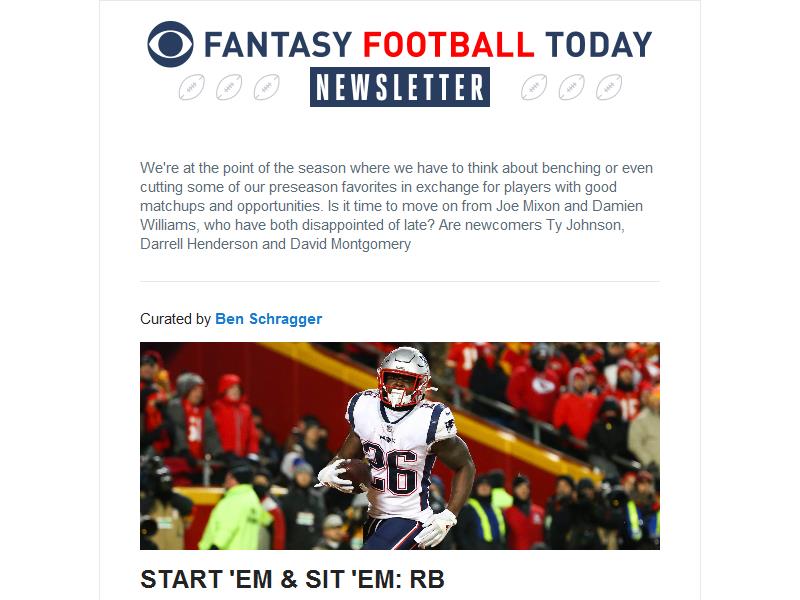 FANTASY FOOTBALL TODAY
NEWSLETTER
We're at the point of the season where we have to think about benching or even
cutting some of our preseason favorites in exchange for players with good
matchups and opportunities. Is it time to move on from Joe Mixon and Damien
Williams, who have both disappointed of late? Are newcomers Ty Johnson,
Darrell Henderson and David Montgomery
Curated by Ben Schragger
26
START 'EM & SIT 'EM: RB